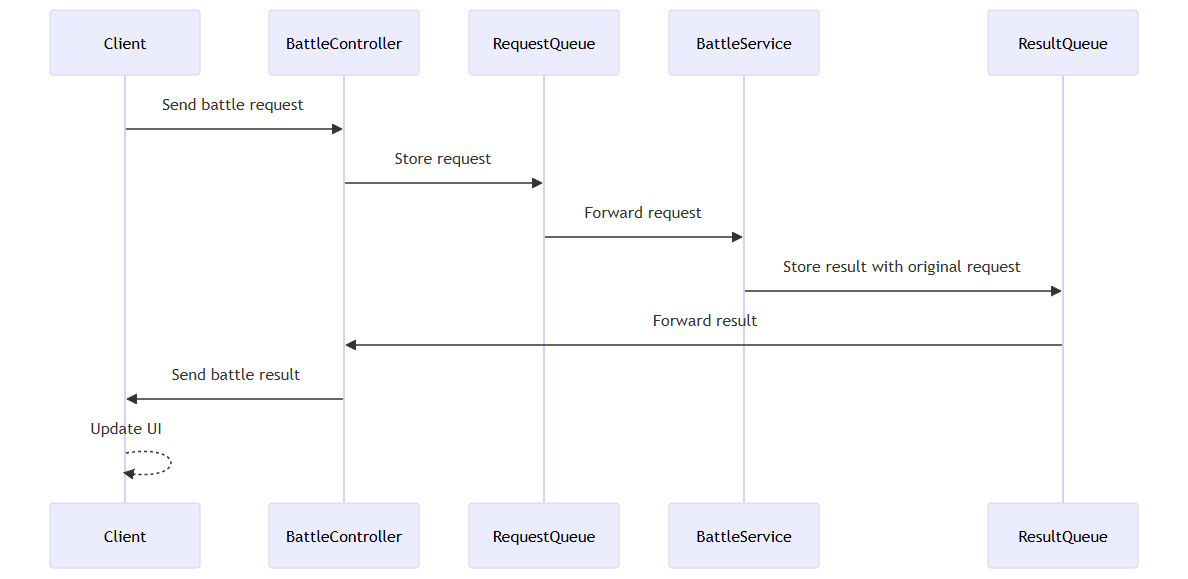 Client
BattleController
RequestQueue
BattleService
ResultQueue
Send battle request
Store request
Forward request
Store result with original request
Forward result
Send battle result
Update UI
Client
BattleController
RequestQueue
BattleService
ResultQueue